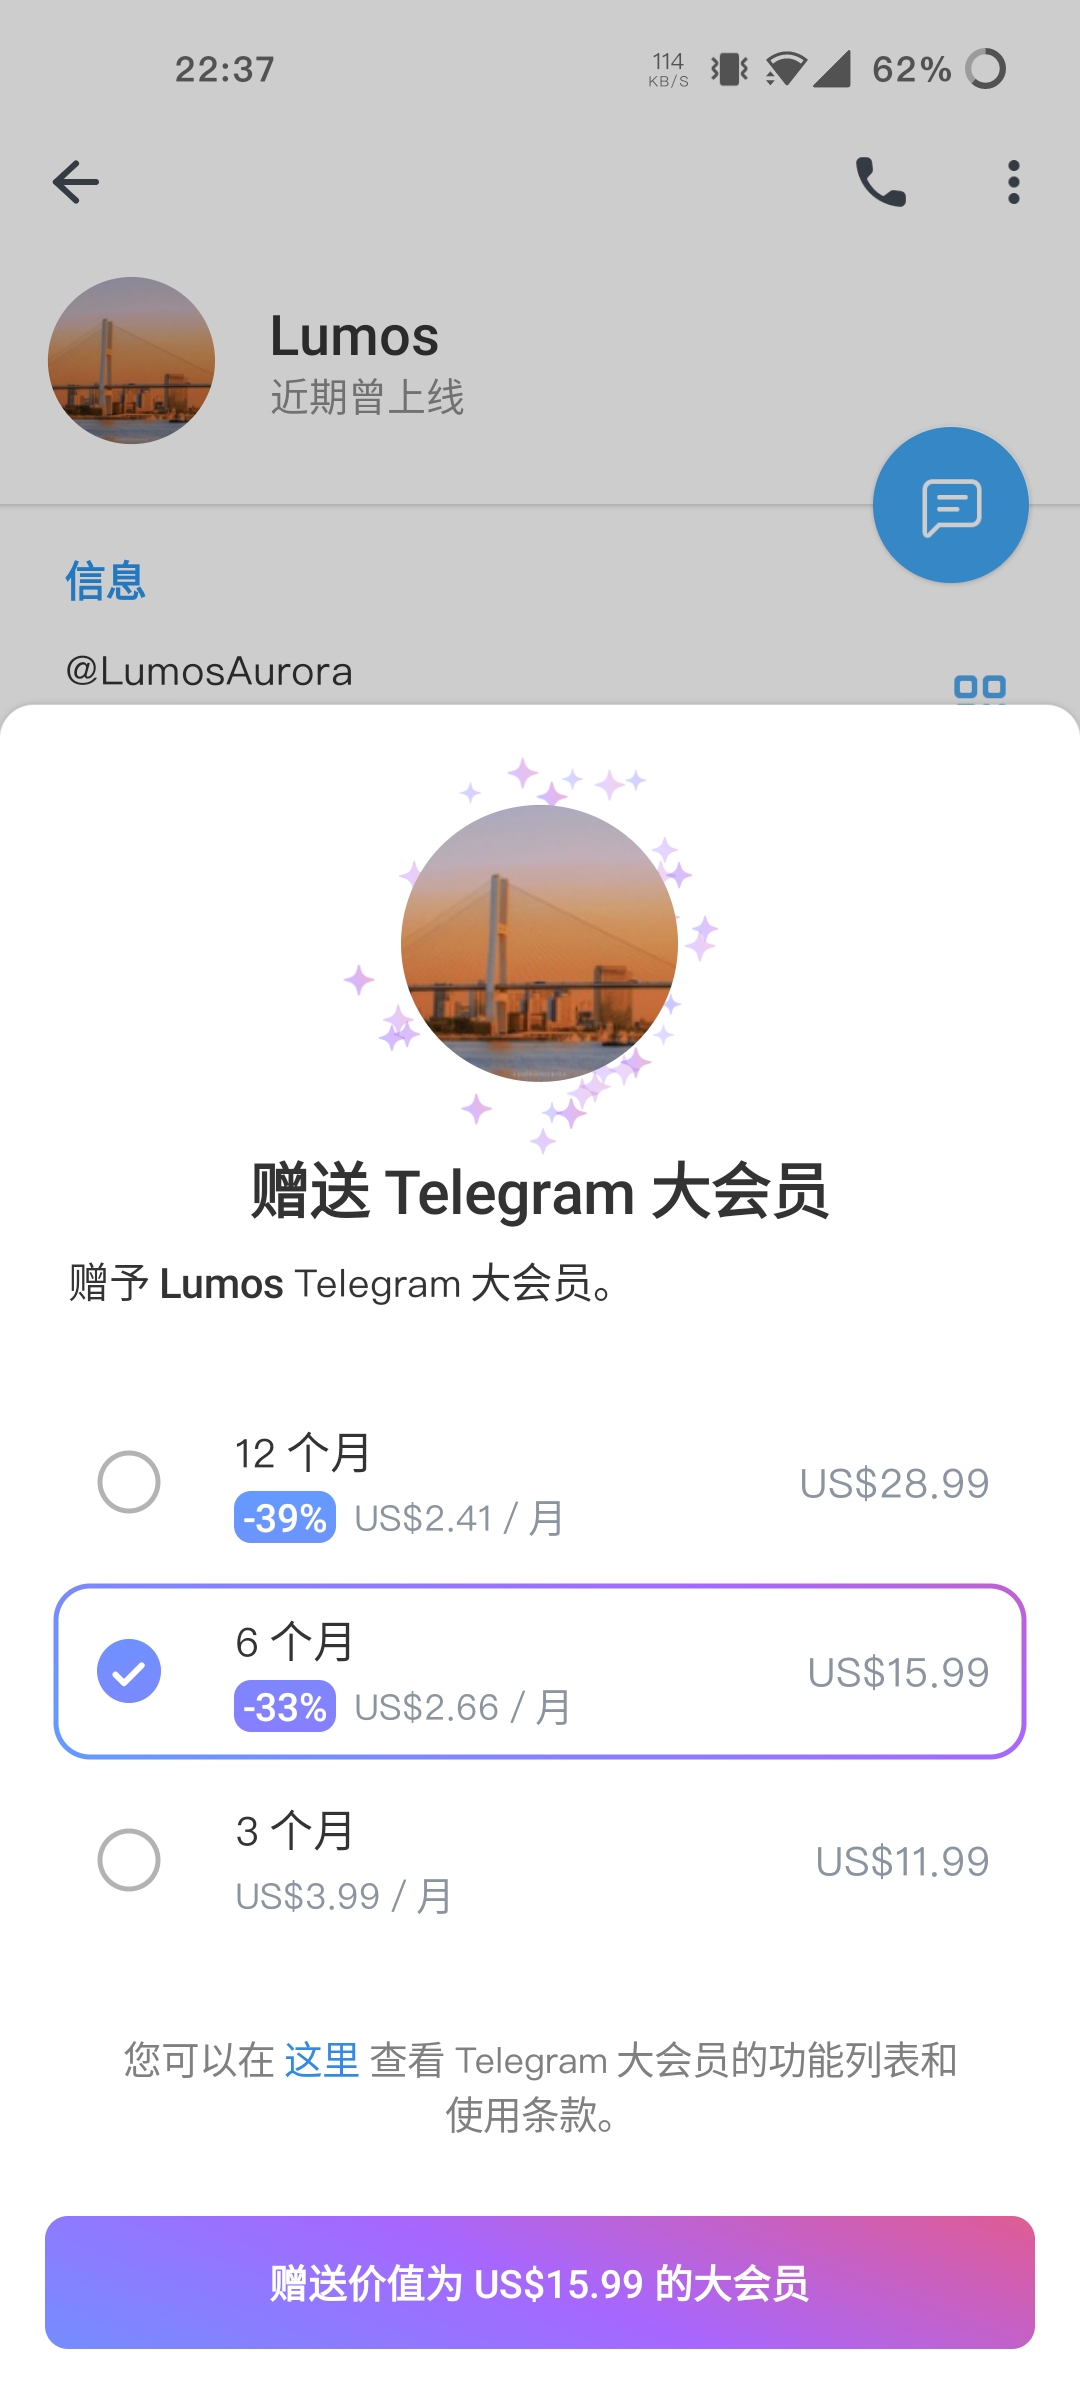 22:37
114
KB/S
62%
Lumos
近期曾上线
信息
@LumosAurora
赠送 Telegram 大会员
赠予 Lumos Telegram 大会员。
12 个月
-39% US$2.41 / 月
US$28.99
6 个月
-33% US$2.66 / 月
US$15.99
3 个月
US$3.99 / 月
US$11.99
您可以在 这里 查看 Telegram 大会员的功能列表和
使用条款。
赠送价值为 US$15.99 的大会员